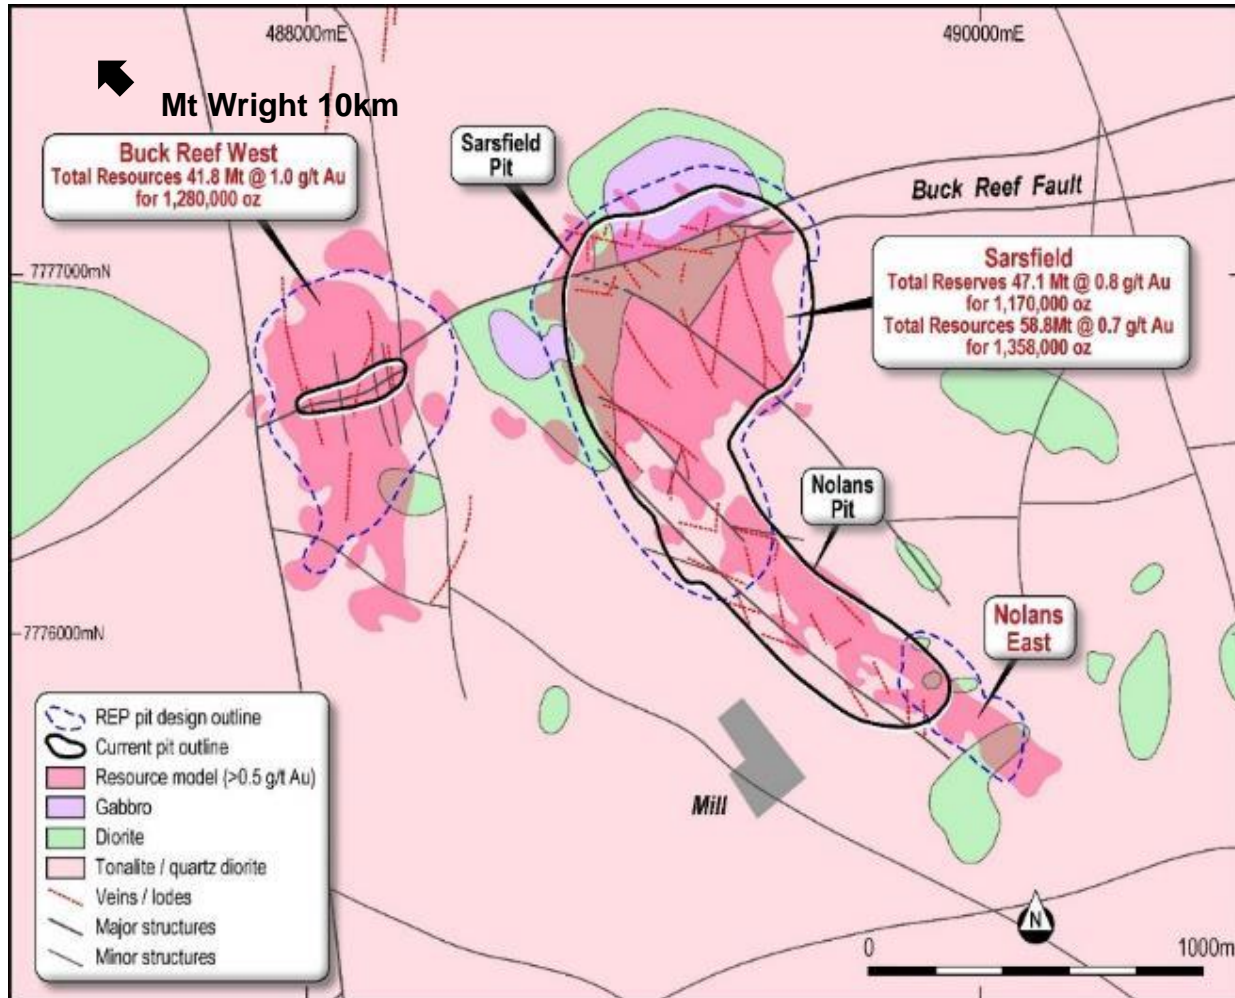 488000mE
490000mE
Mt Wright 10km
Buck Reef West
Total Resources 41.8 Mt @ 1.0 g/t Au
for 1,280,000 oz
Sarsfield
Pit
Buck Reef Fault
7777000mN
Sarsfield
Total Reserves 47.1 Mt @ 0.8 g/t Au
for 1,170,000 oz
Total Resources 58.8Mt @ 0.7 g/t Au
for 1,358,000 oz
Nolans
Pit
7776000mN
Nolans
East
REP pit design outline
Current pit outline
Resource model (>0.5 g/t Au)
Gabbro
Diorite
Tonalite / quartz diorite
Veins / lodes
Major structures
Minor structures
Mill
N
0
1000m